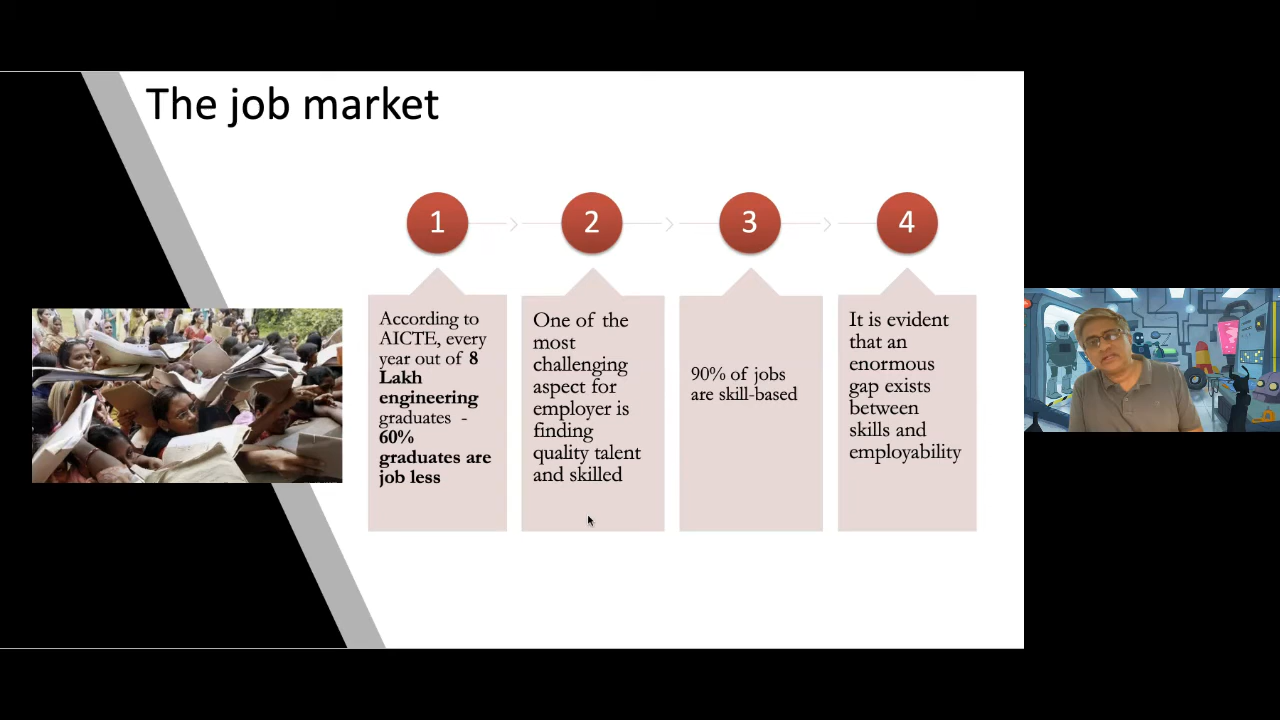 The job market
1
2
3
4
According to
AICTE, every
year out of 8
Lakh
engineering
graduates -
60%
graduates are
job less
One of the
most
challenging
aspect for
employer is
finding
quality talent
and skilled
90% of jobs
are skill-based
It is evident
that an
enormous
gap exists
between
skills and
employability